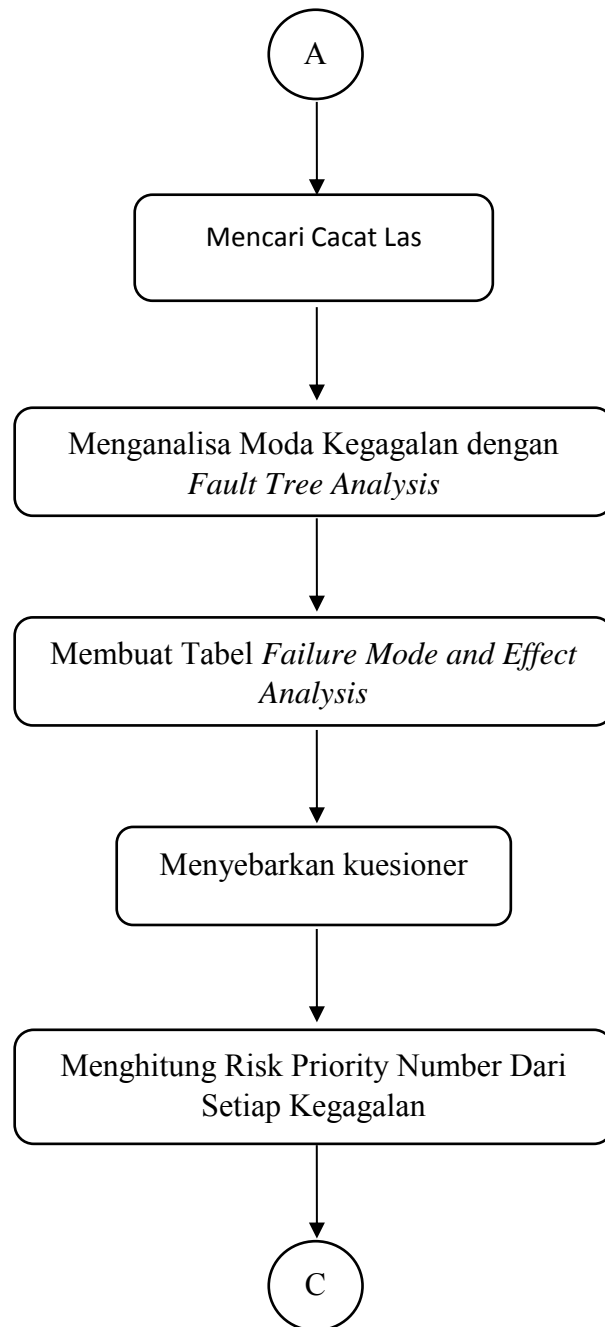 A
Mencari Cacat Las
Menganalisa Moda Kegagalan dengan
Fault Tree Analysis
Membuat Tabel Failure Mode and Effect
Analysis
Menyebarkan kuesioner
Menghitung Risk Priority Number Dari
Setiap Kegagalan
C